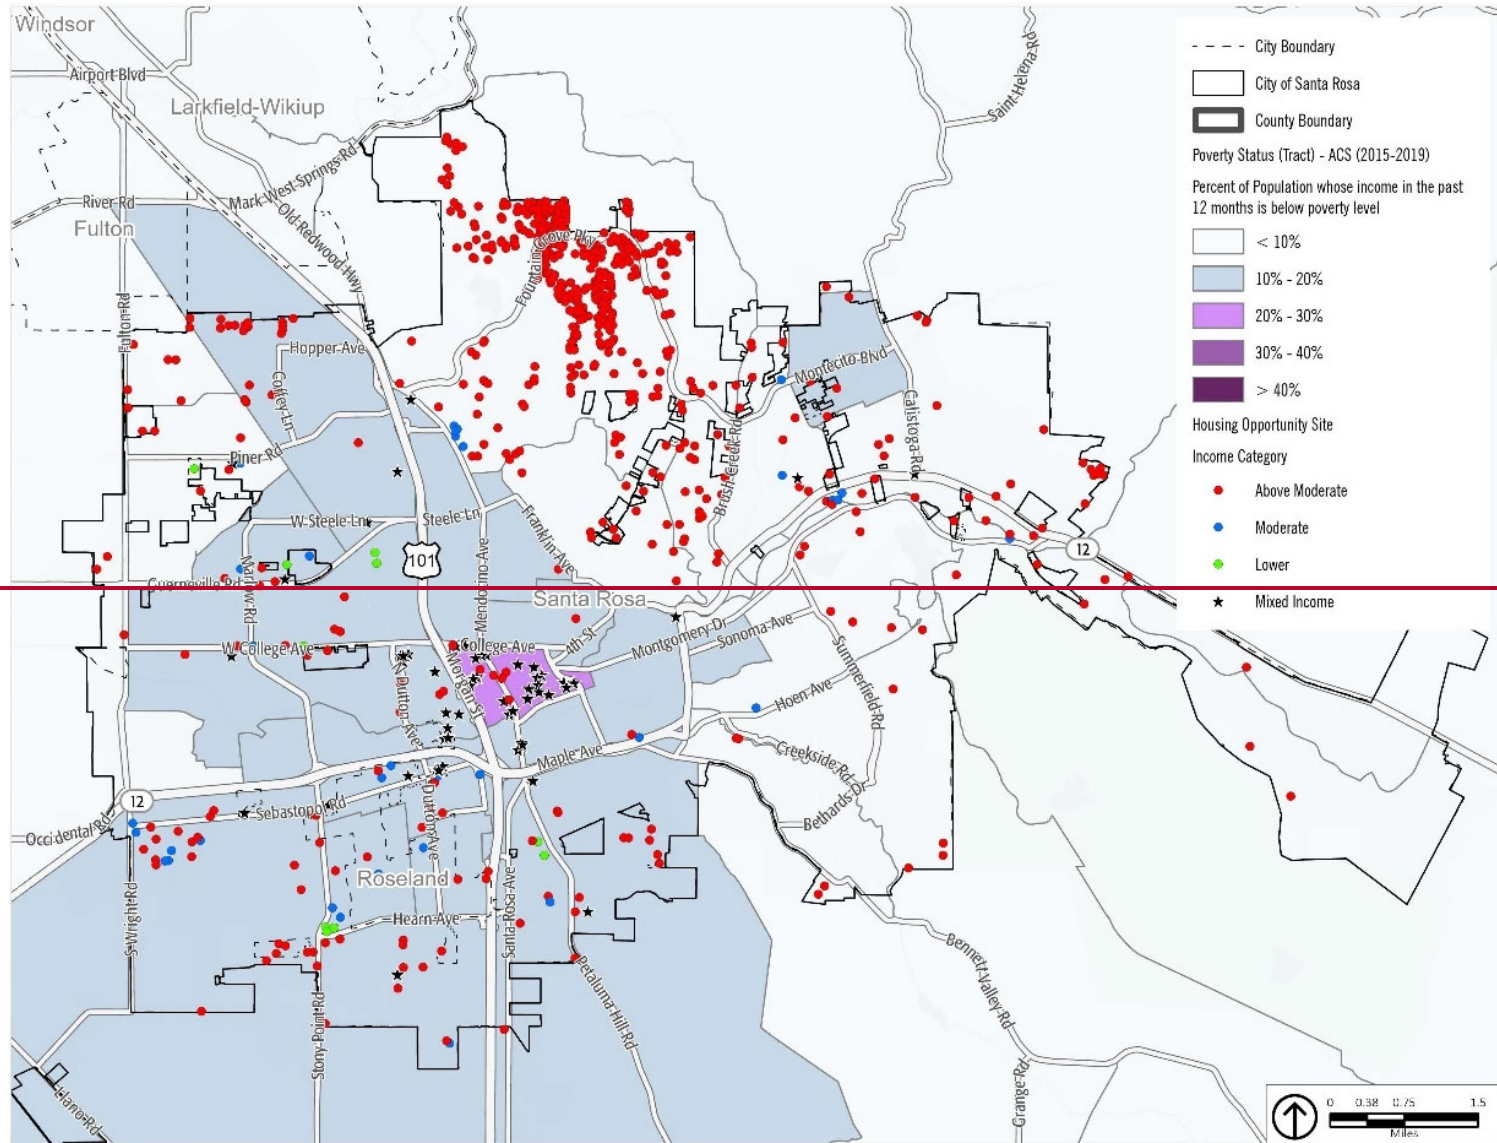 Windsor
Airport Blvd
Larkfield-Wikiup
Saint-Helena-Rd
Mark-West-Springs-Rd
River-Rd
Fulton
Old-Redwood-Hwy
Fulton-Rd
Fountain Grove-Pky
Hopper-Ave
Coffey-Ln
Montecito-Blvd
Calistoga-Rd
Piner Rd
Brush-Creek-Rd
W-Steele-Ln
Steele-Ln
Franklin-Ave
101
12
Marlow-Rd
Mendocino-Ave
Guerneville Rd
Santa Rosa
W College Ave
College-Ave
4th St
Montgomery-Dr
Sonoma-Ave
Summerfield-Rd
N-Dutton-Ave
Morgan-St
Hoen-Ave
Creekside-Rd
Maple-Ave
Bethards-Dr
12
Sebastopol Rd
Occidental-Rd
Dutton-Ave
Roseland
S-Wright-Rd
Hearn-Ave
Santa-Rosa-Ave
Stony-Point-Rd
Petaluma-Hill-Rd
Bennett-Valley-Rd
Grange-Rd
Llano-Rd
City Boundary
City of Santa Rosa
County Boundary
Poverty Status (Tract) - ACS (2015-2019)
Percent of Population whose income in the past
12 months is below poverty level
< 10%
10% - 20%
20% - 30%
30% - 40%
> 40%
Housing Opportunity Site
Income Category
Above Moderate
Moderate
Lower
Mixed Income
0 0.38 0.75 1.5
Miles